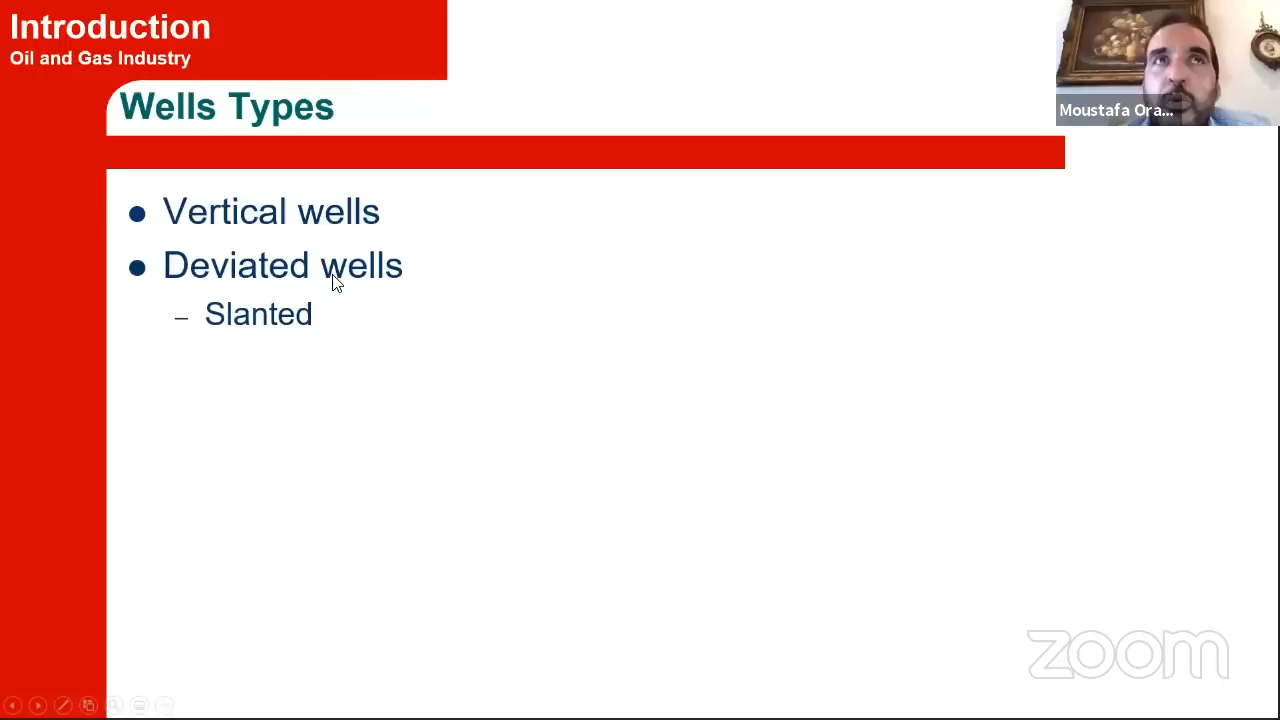 Introduction
Oil and Gas Industry
Wells Types
Moustafa Ora...
● Vertical wells
● Deviated wells
– Slanted
zoom